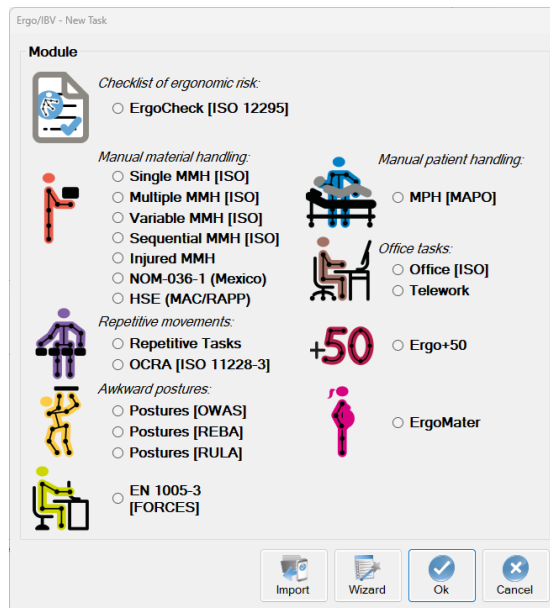 Ergo/IBV - New Task
Module
Checklist of ergonomic risk:
ErgoCheck [ISO 12295]
Manual material handling:
Single MMH [ISO]
Multiple MMH [ISO]
Variable MMH [ISO]
Sequential MMH [ISO]
Injured MMH
NOM-036-1 (Mexico)
HSE (MAC/RAPP)
Repetitive movements:
Repetitive Tasks
OCRA [ISO 11228-3]
Awkward postures:
Postures [OWAS]
Postures [REBA]
Postures [RULA]
EN 1005-3
[FORCES]
Manual patient handling:
MPH [MAPO]
Office tasks:
Office [ISO]
Telework
+50
Ergo+50
ErgoMater
Import
Wizard
Ok
Cancel